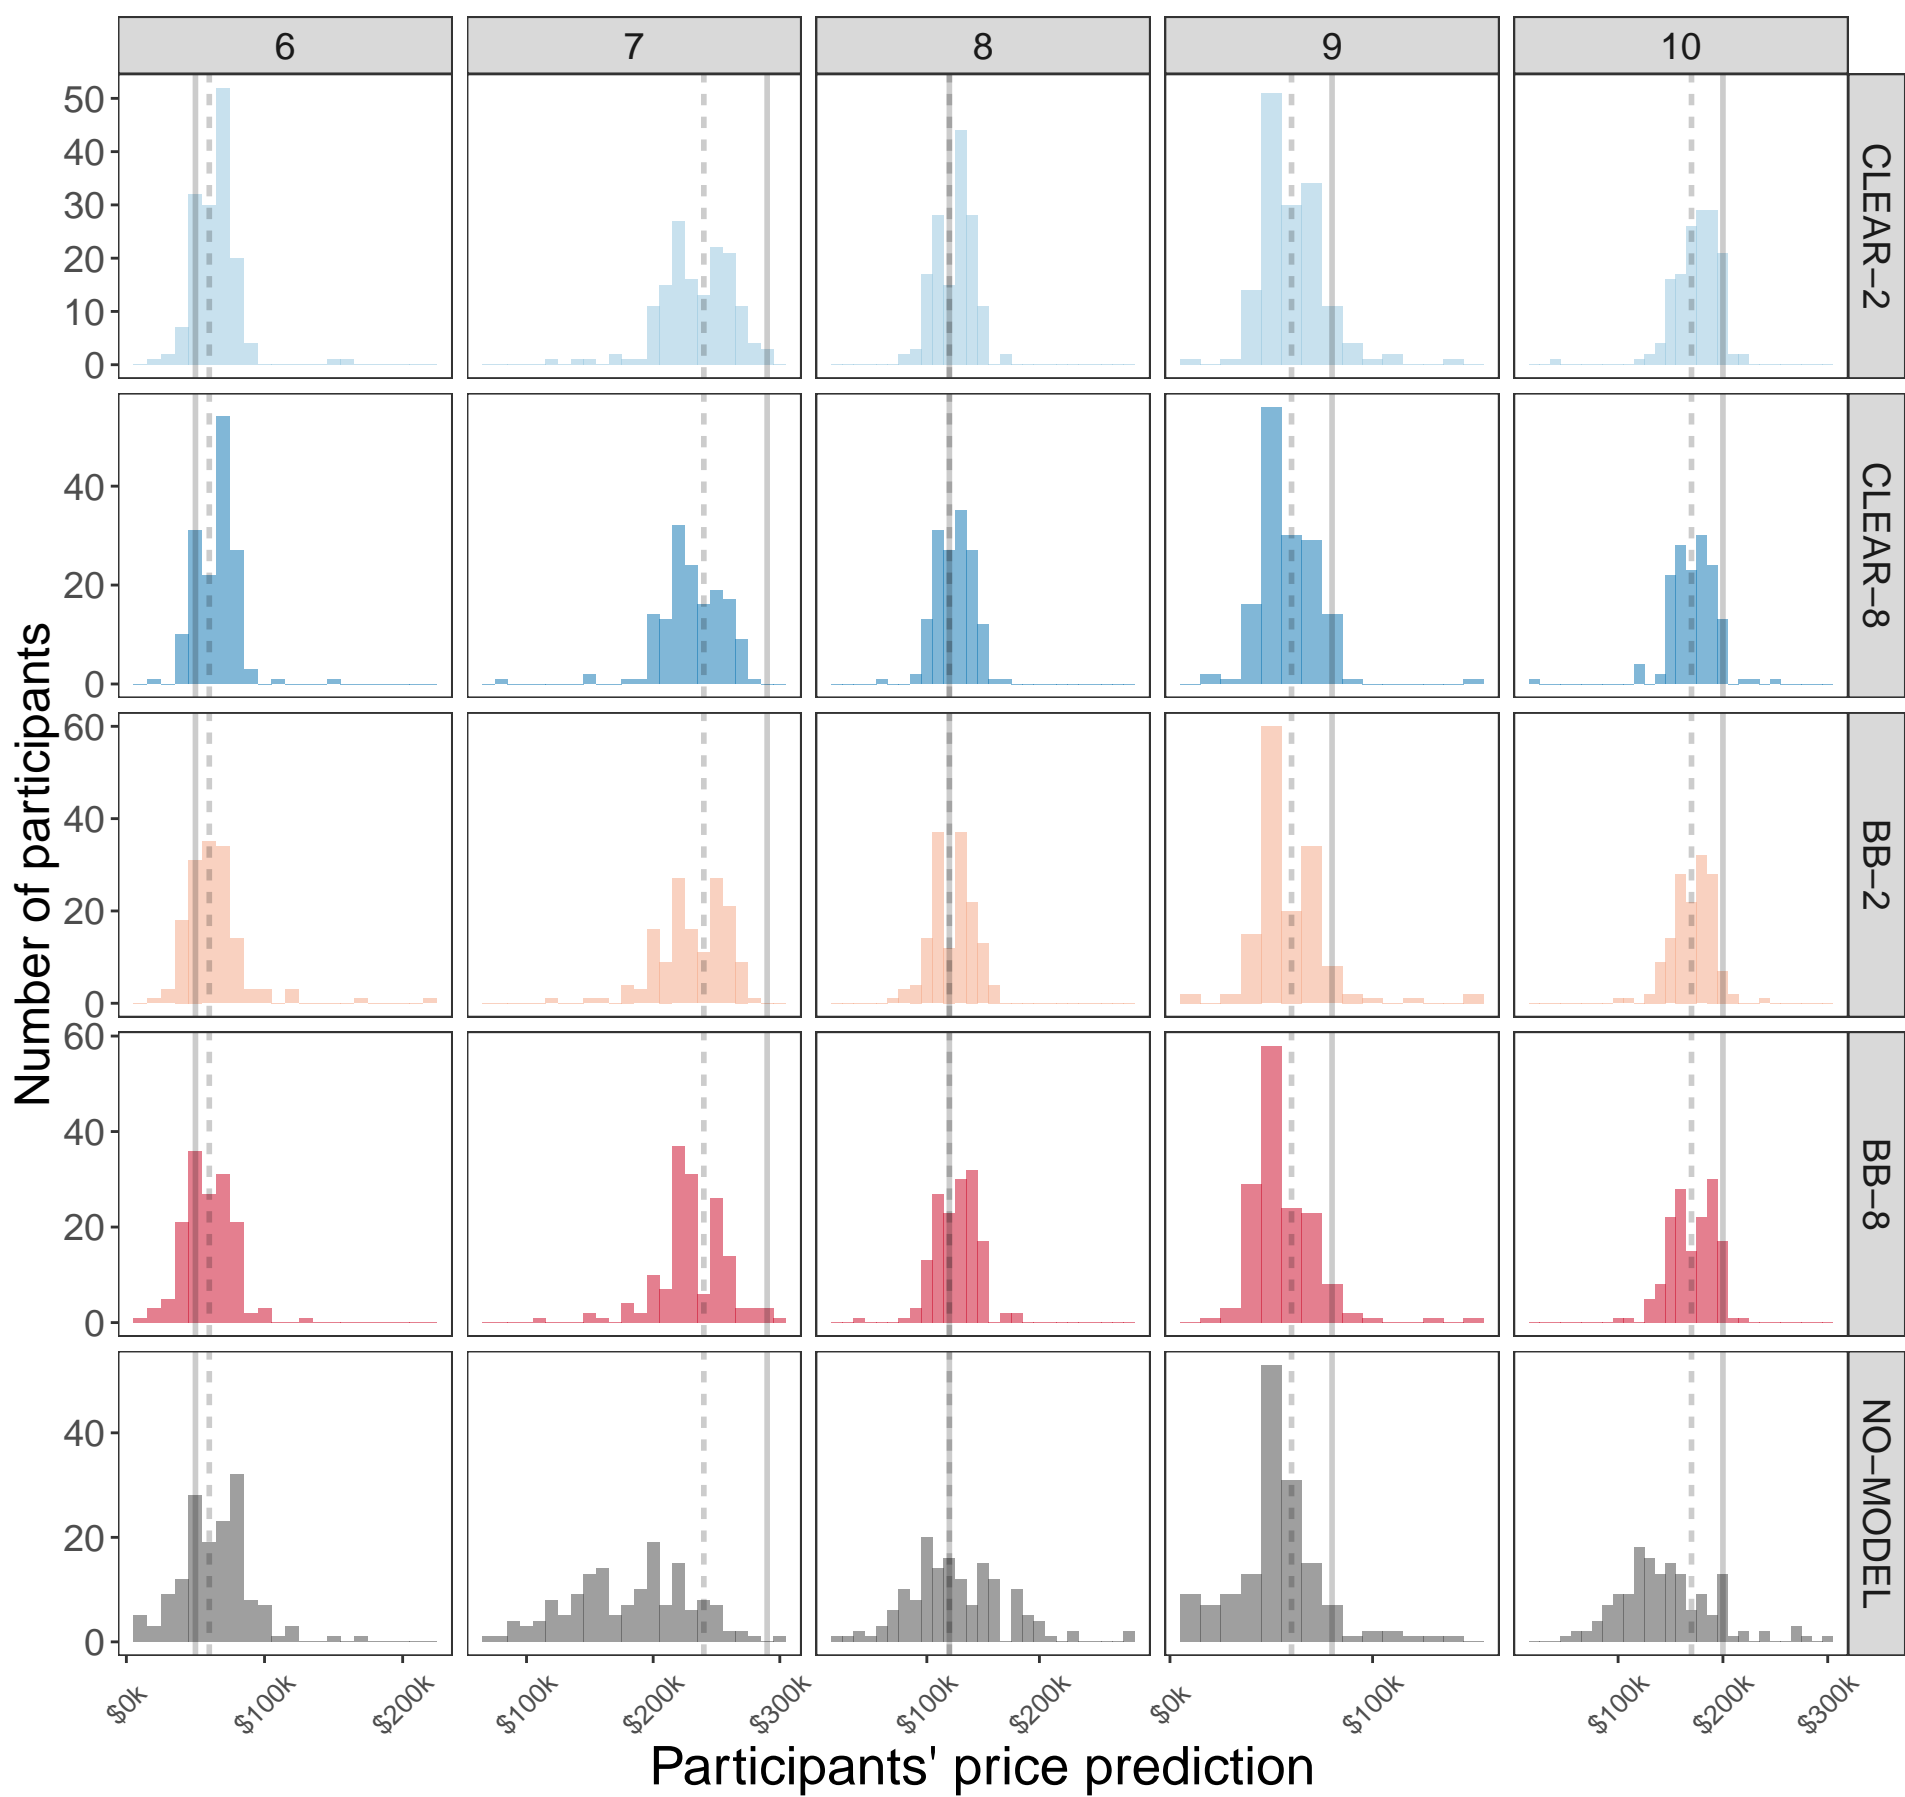 6 7 8 9 10
50
40
30
20
10
0
CLEAR−2
40
20
0
CLEAR−8
60
40
20
0
BB−2
60
40
20
0
BB−8
40
20
0
NO−MODEL
Number of participants
$0k $100k $200k $100k $200k $300k $100k $200k $0k $100k $100k $200k $300k
Participants' price prediction